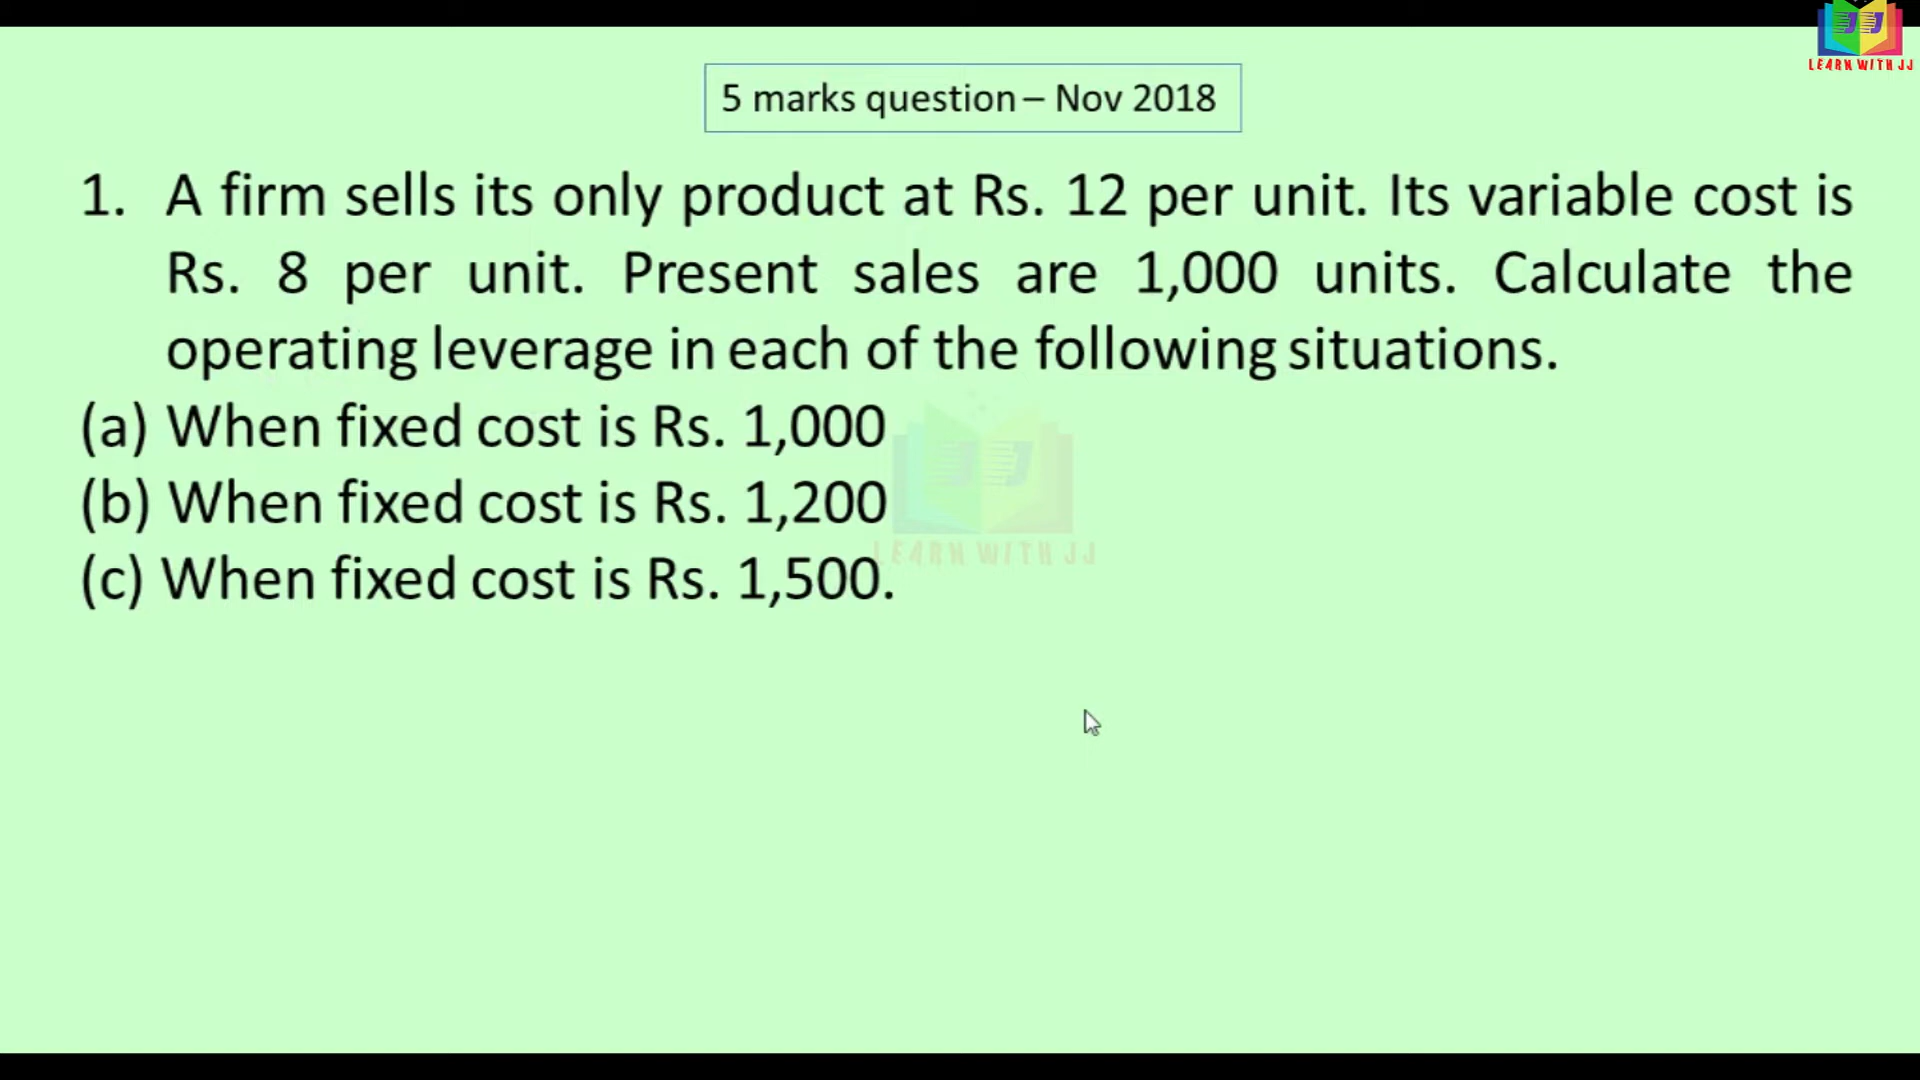 LEARN WITH JJ
5 marks question – Nov 2018
1. A firm sells its only product at Rs. 12 per unit. Its variable cost is
Rs. 8 per unit. Present sales are 1,000 units. Calculate the
operating leverage in each of the following situations.
(a) When fixed cost is Rs. 1,000
(b) When fixed cost is Rs. 1,200
(c) When fixed cost is Rs. 1,500.
LEARN WITH JJ